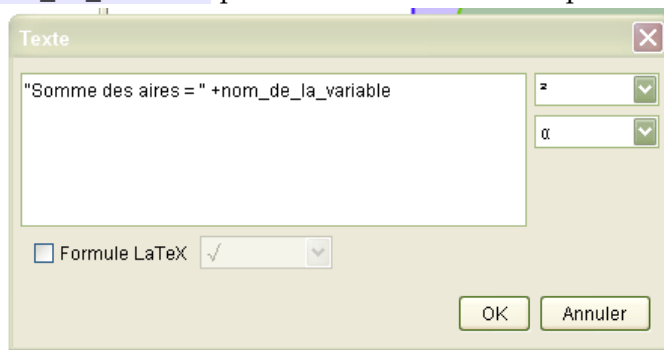 Texte
"Somme des aires = " +nom_de_la_variable
²
α
Formule LaTeX √
OK Annuler